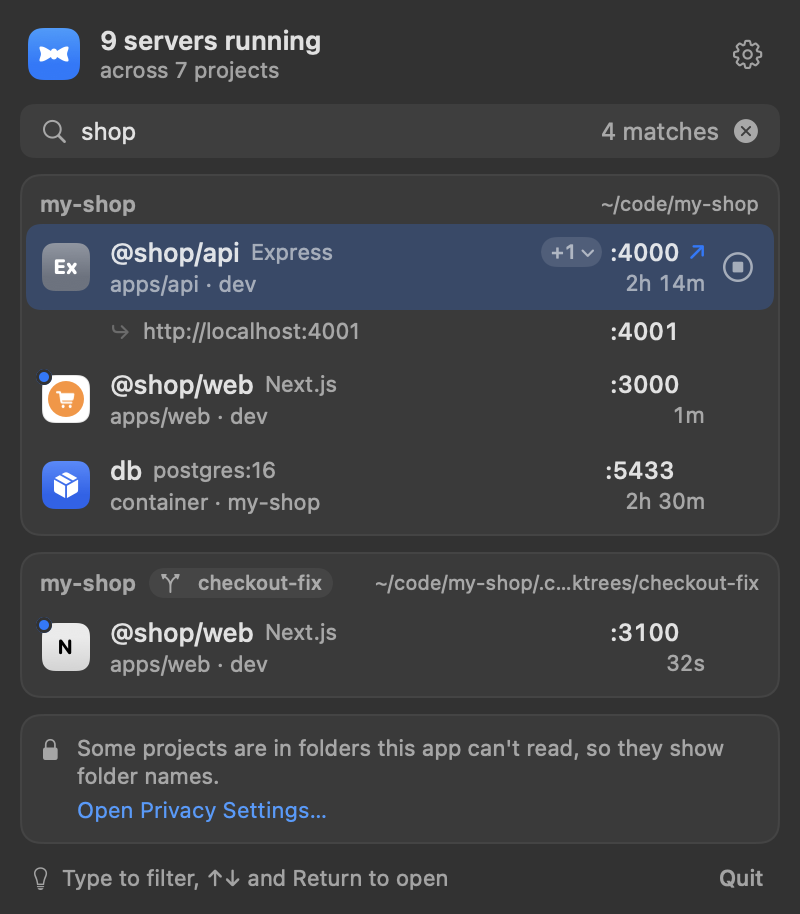 9 servers running
across 7 projects
shop 4 matches
my-shop ~/code/my-shop
Ex @shop/api Express +1 :4000
apps/api · dev 2h 14m
http://localhost:4001 :4001
@shop/web Next.js :3000
apps/web · dev 1m
db postgres:16 :5433
container · my-shop 2h 30m
my-shop checkout-fix ~/code/my-shop/.c…ktrees/checkout-fix
N @shop/web Next.js :3100
apps/web · dev 32s
Some projects are in folders this app can't read, so they show
folder names.
Open Privacy Settings…
Type to filter, ↑↓ and Return to open Quit